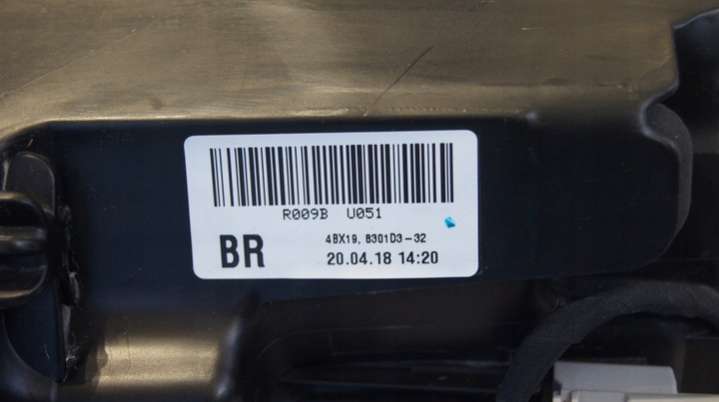 R009B U051
BR
4BX19, 8301D3-32
20.04.18 14:20